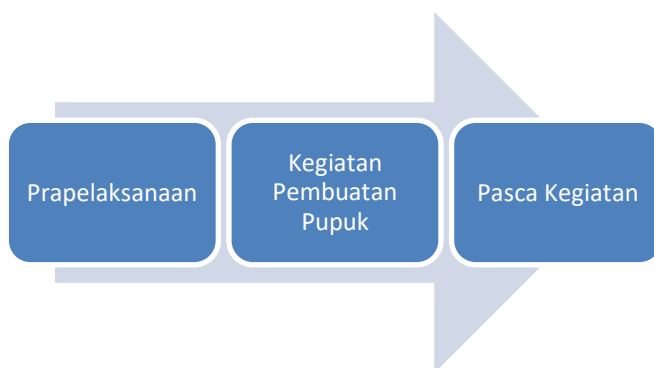 Prapelaksanaan
Kegiatan
Pembuatan
Pupuk
Pasca Kegiatan